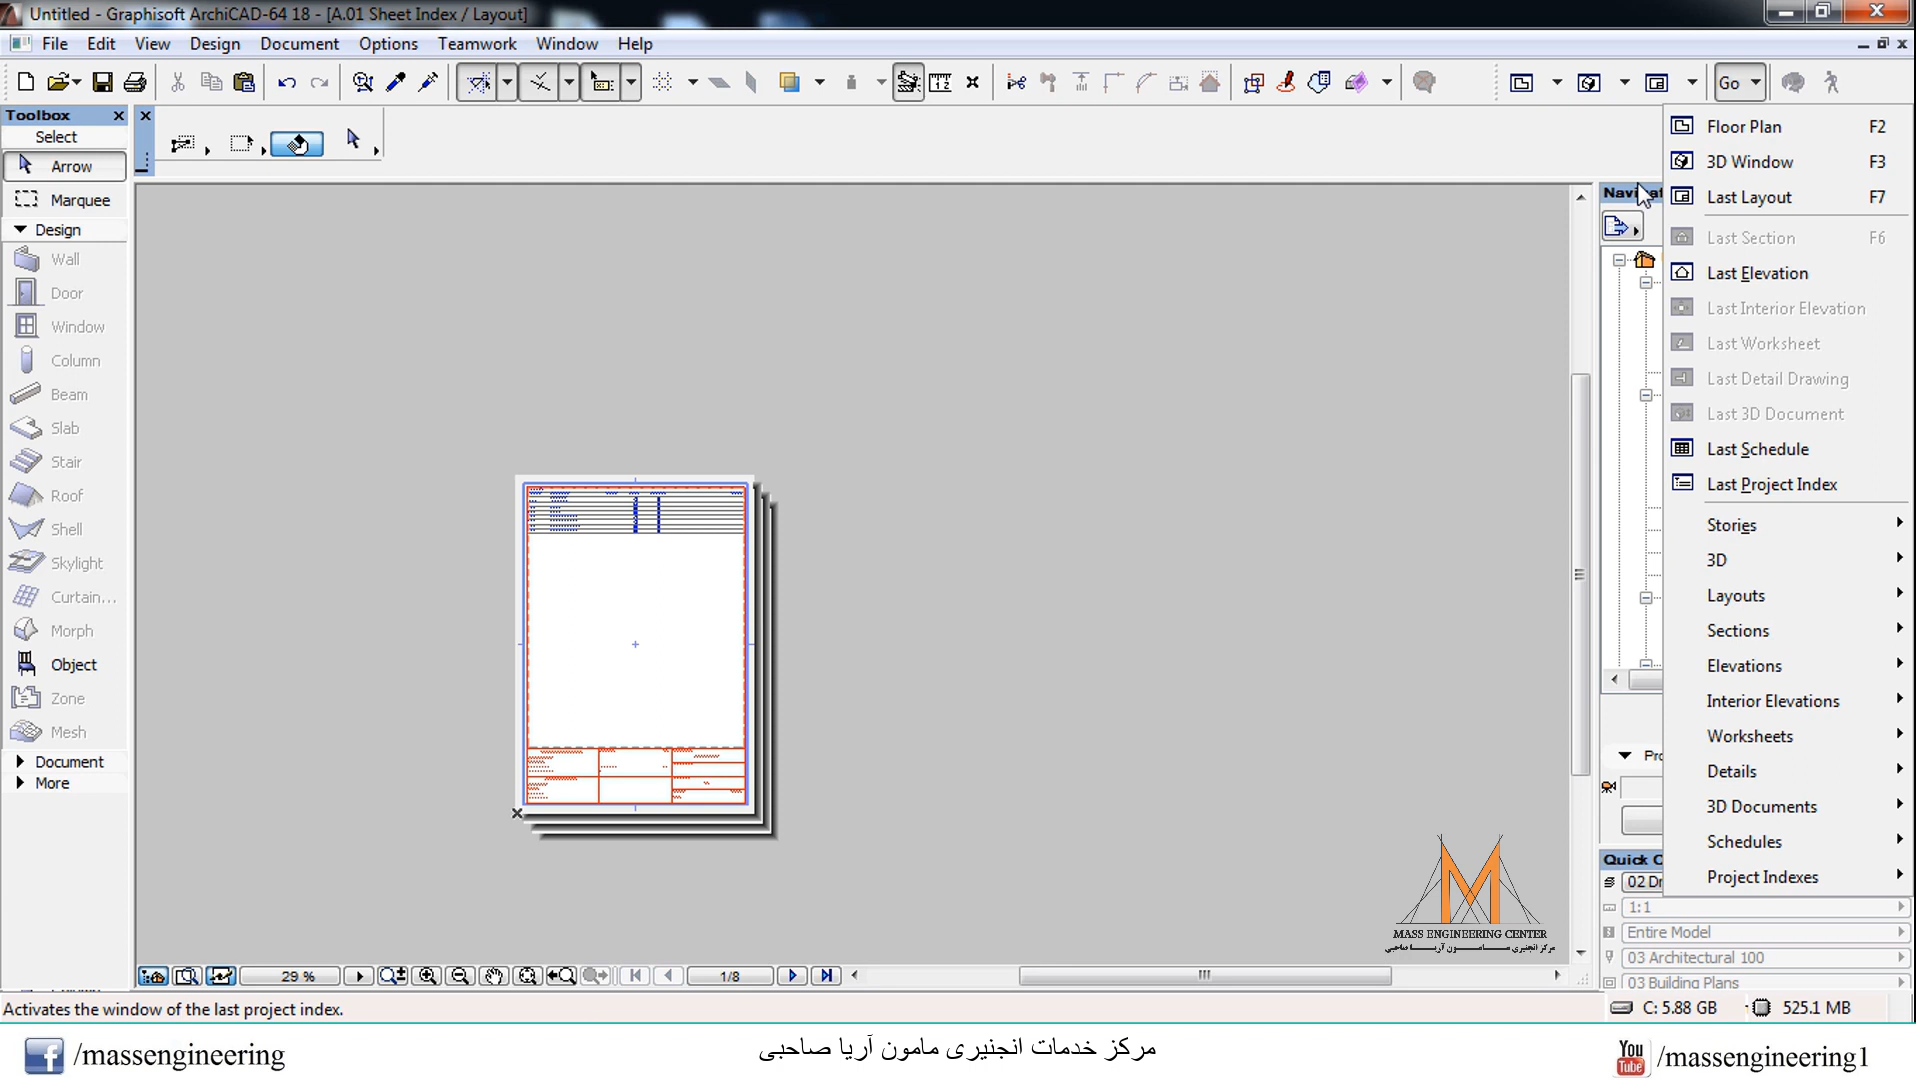 Untitled - Graphisoft ArchiCAD-64 18 - [A.01 Sheet Index / Layout]
File Edit View Design Document Options Teamwork Window Help
Go
Toolbox
Select
Arrow
Marquee
Design
Wall
Door
Window
Column
Beam
Slab
Stair
Roof
Shell
Skylight
Curtain...
Morph
Object
Zone
Mesh
Document
More
Floor Plan F2
3D Window F3
Last Layout F7
Last Section F6
Last Elevation
Last Interior Elevation
Last Worksheet
Last Detail Drawing
Last 3D Document
Last Schedule
Last Project Index
Stories
3D
Layouts
Sections
Elevations
Interior Elevations
Worksheets
Details
3D Documents
Schedules
Project Indexes
Quick
02
1:1
Entire Model
03 Architectural 100
03 Building Plans
MASS ENGINEERING CENTER
29 %
1/8
Activates the window of the last project index.
C: 5.88 GB
525.1 MB
/massengineering
مرکز خدمات انجنیری مامون آریا صاحبی
You Tube
/massengineering1